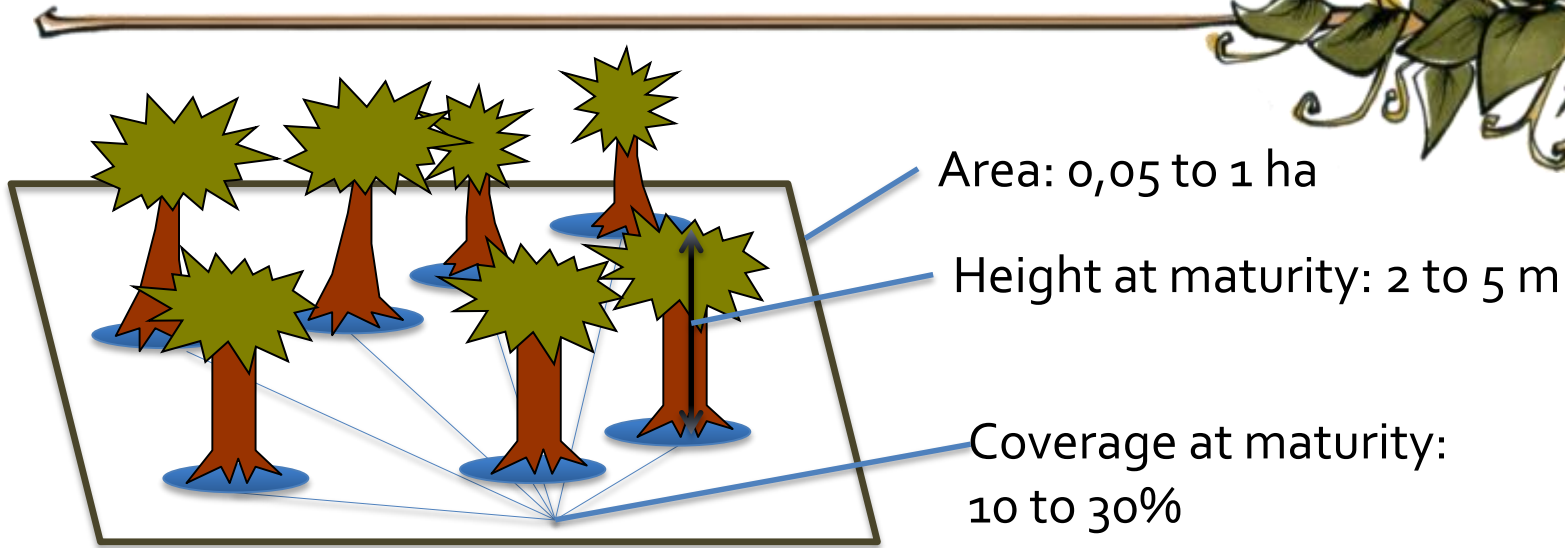 Area: 0,05 to 1 ha
Height at maturity: 2 to 5 m
Coverage at maturity:
10 to 30%